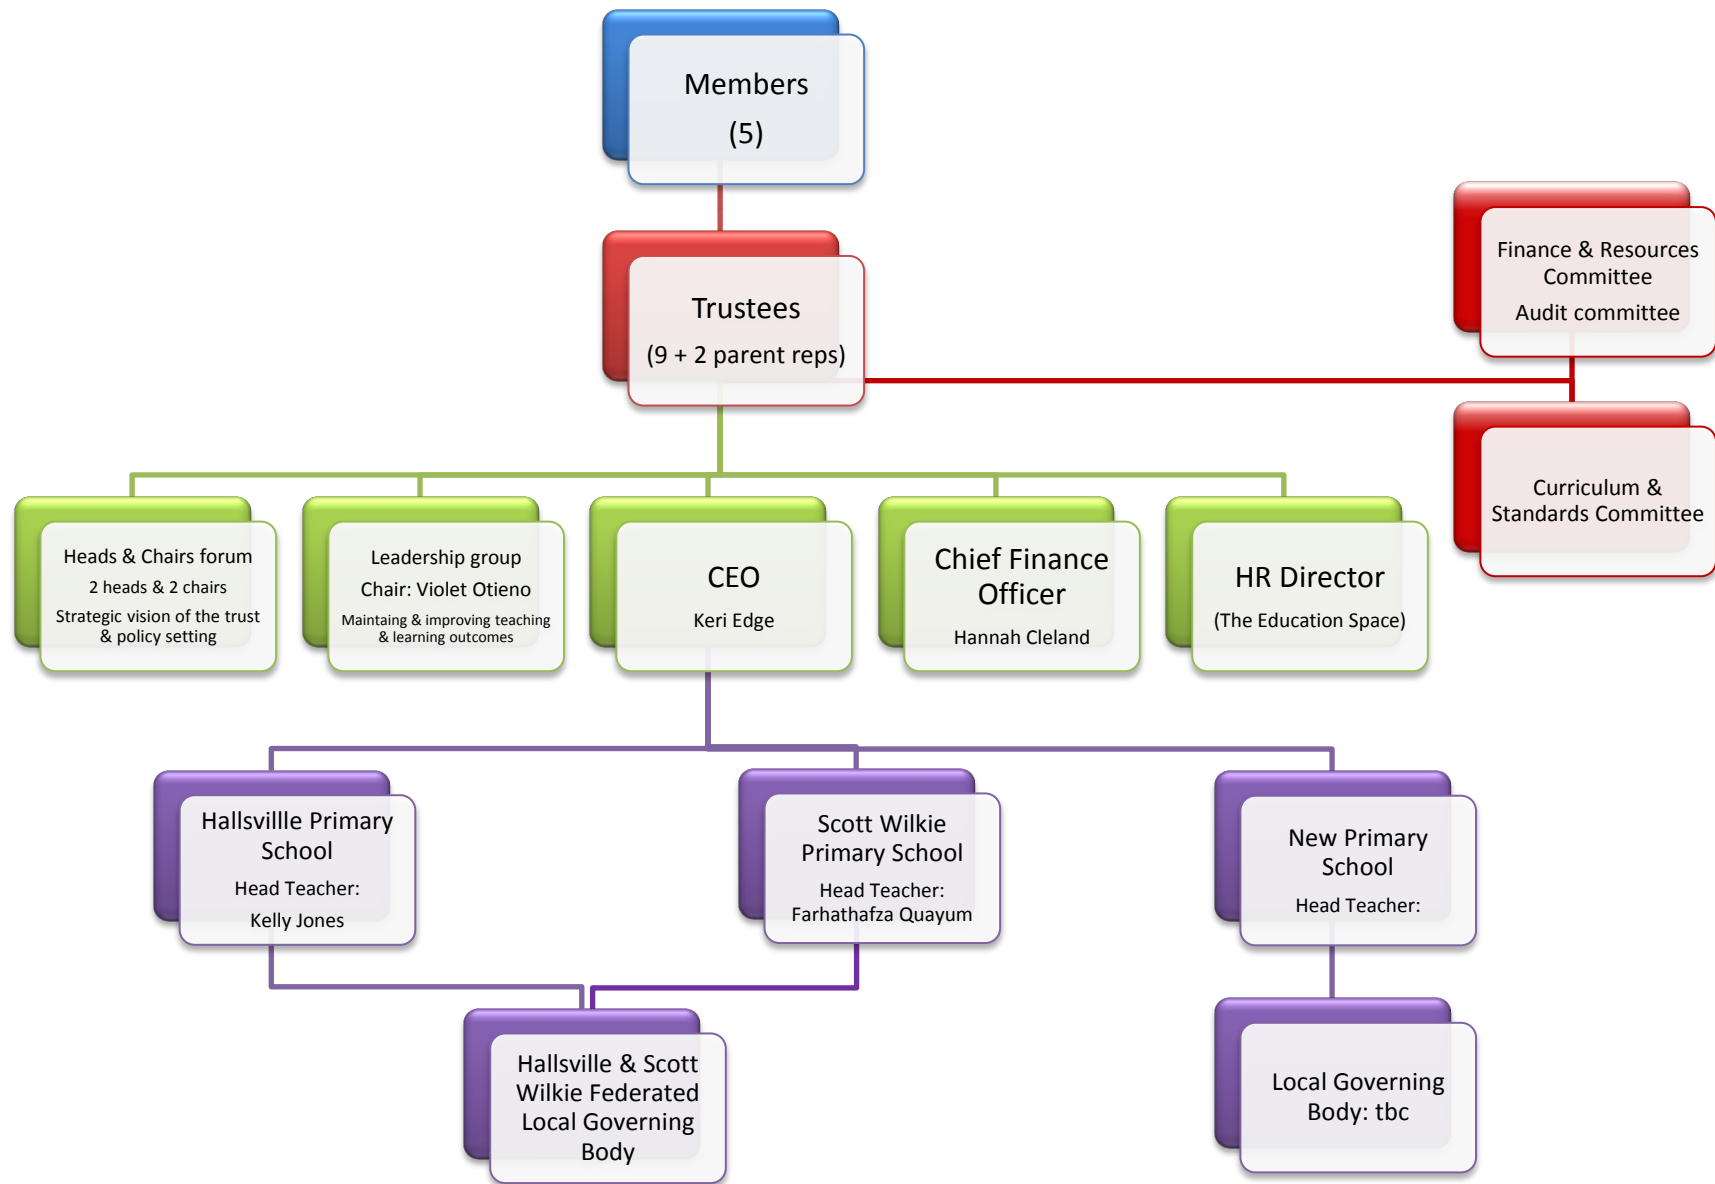 Members
(5)
Trustees
(9 + 2 parent reps)
Finance & Resources
Committee
Audit committee
Curriculum &
Standards Committee
Heads & Chairs forum
2 heads & 2 chairs
Strategic vision of the trust
& policy setting
Leadership group
Chair: Violet Otieno
Maintaing & improving teaching
& learning outcomes
CEO
Keri Edge
Chief Finance
Officer
Hannah Cleland
HR Director
(The Education Space)
Hallsvillle Primary
School
Head Teacher:
Kelly Jones
Scott Wilkie
Primary School
Head Teacher:
Farhathafza Quayum
New Primary
School
Head Teacher:
Hallsville & Scott
Wilkie Federated
Local Governing
Body
Local Governing
Body: tbc